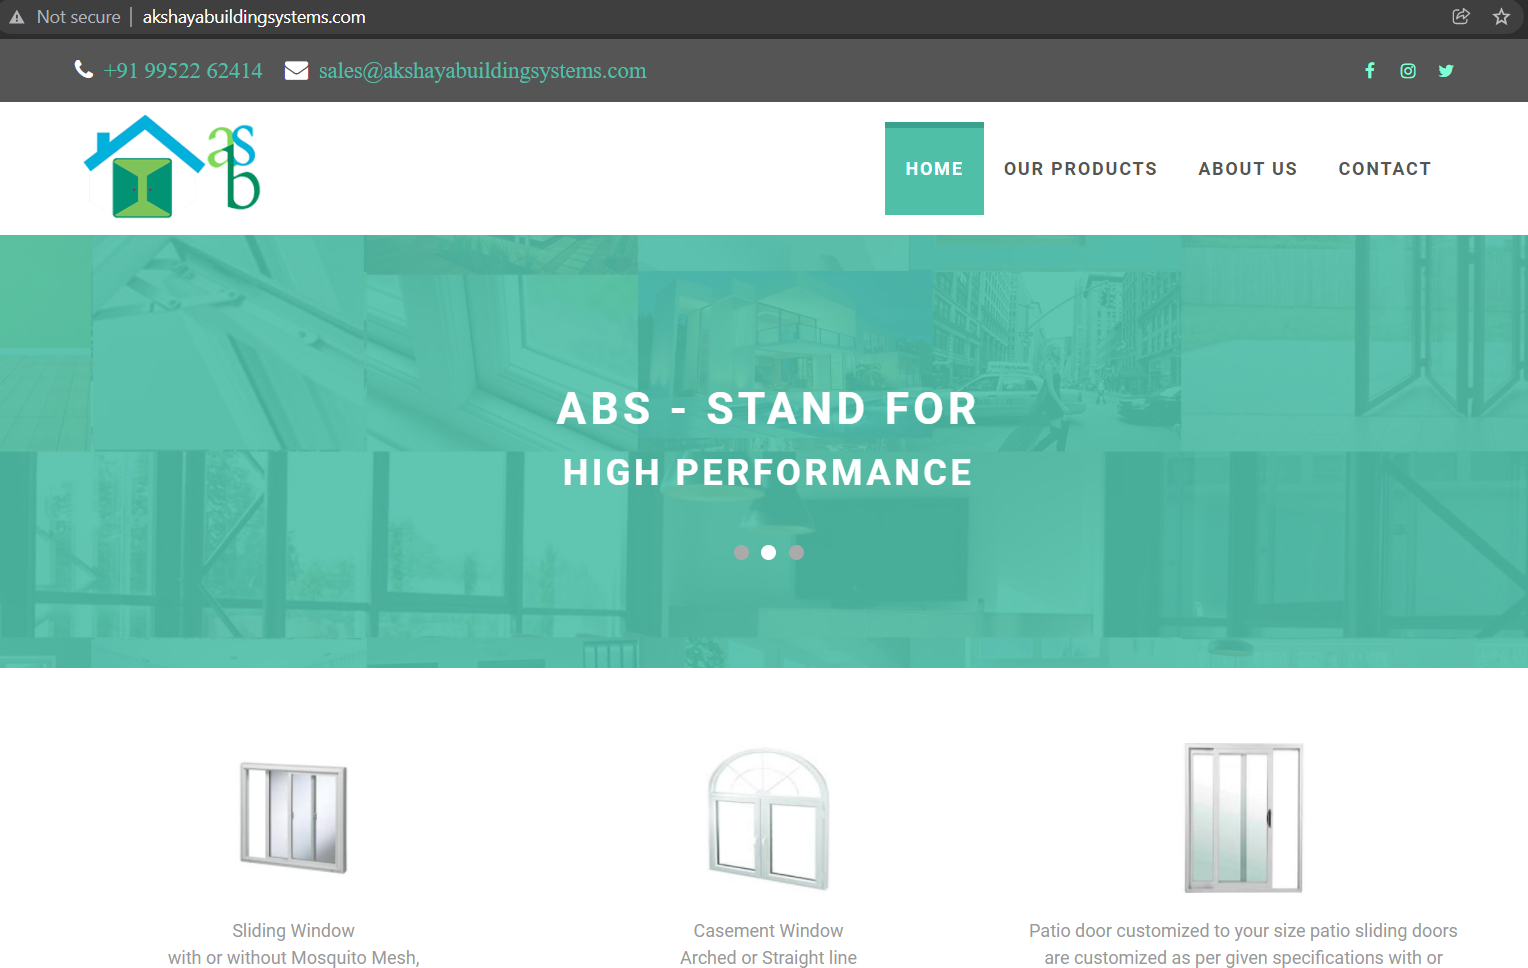 Not secure | akshayabuildingsystems.com
+91 99522 62414 sales@akshayabuildingsystems.com
asb
HOME OUR PRODUCTS ABOUT US CONTACT
ABS - STAND FOR
HIGH PERFORMANCE
Sliding Window
with or without Mosquito Mesh,
Casement Window
Arched or Straight line
Patio door customized to your size patio sliding doors
are customized as per given specifications with or